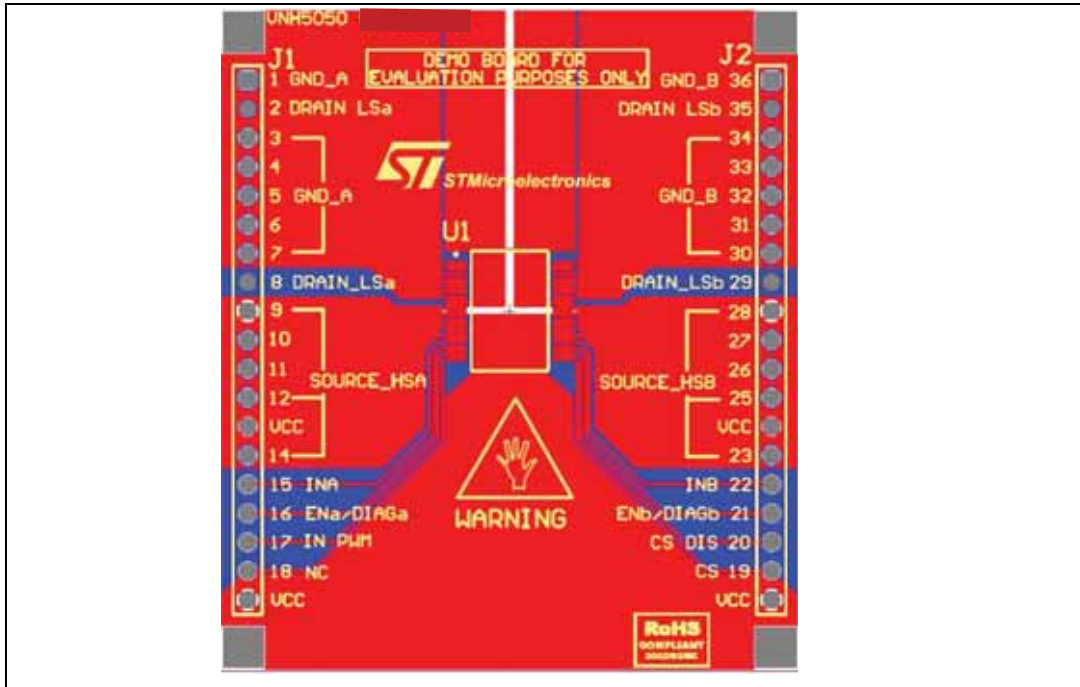 VNH5050
J1
J2
DEMO BOARD FOR
EVALUATION PURPOSES ONLY
1 GND_A
2 DRAIN LSa
3
4
5 GND_A
6
7
8 DRAIN_LSa
9
10
11
SOURCE_HSA
12
VCC
14
15 INA
16 ENa/DIAGa
17 IN PWM
18 NC
VCC
ST
STMicroelectronics
U1
WARNING
GND_B 36
DRAIN LSb 35
34
33
GND_B 32
31
30
DRAIN_LSb 29
28
27
26
SOURCE_HSB
25
VCC
23
INB 22
ENb/DIAGb 21
CS DIS 20
CS 19
VCC
RoHS
COMPLIANT